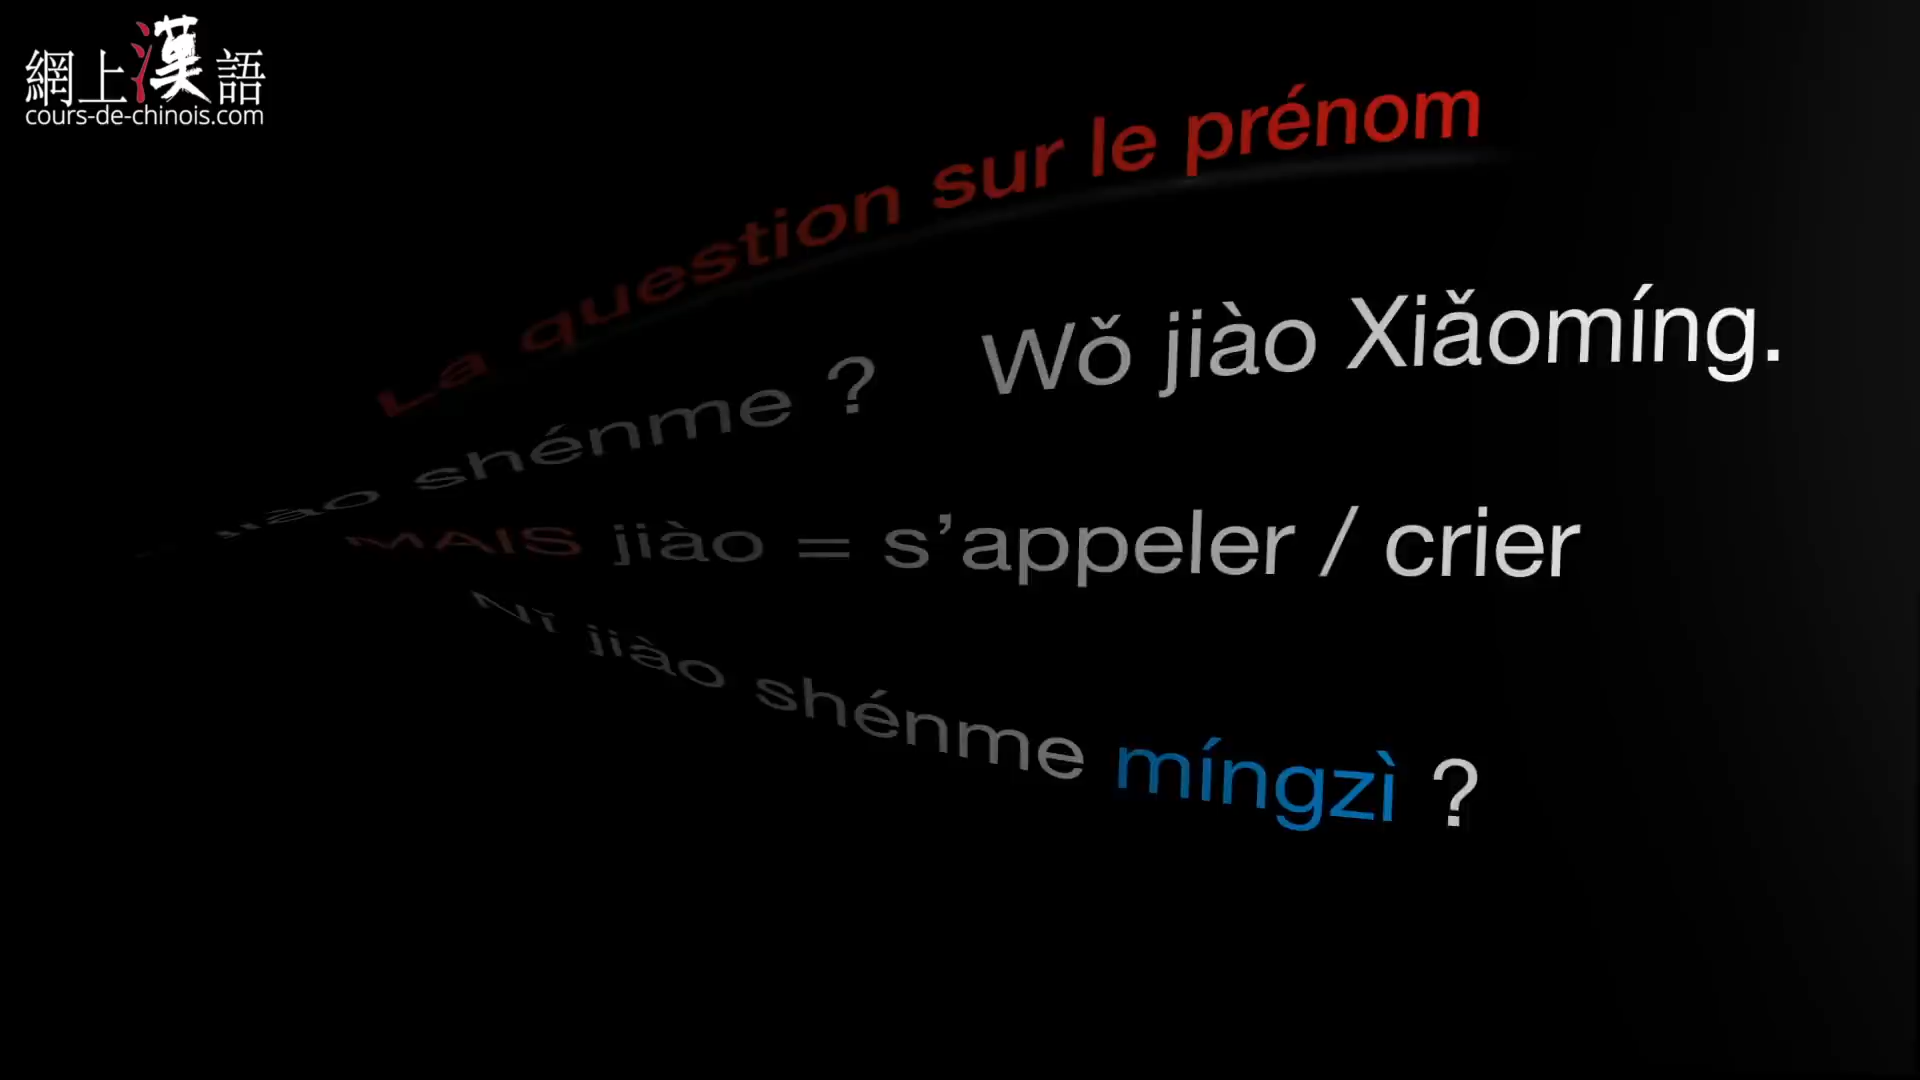 網上漢語
cours-de-chinois.com
La question sur le prénom
jiào shénme ? Wǒ jiào Xiǎomíng.
MAIS jiào = s’appeler / crier
Nǐ jiào shénme míngzì ?